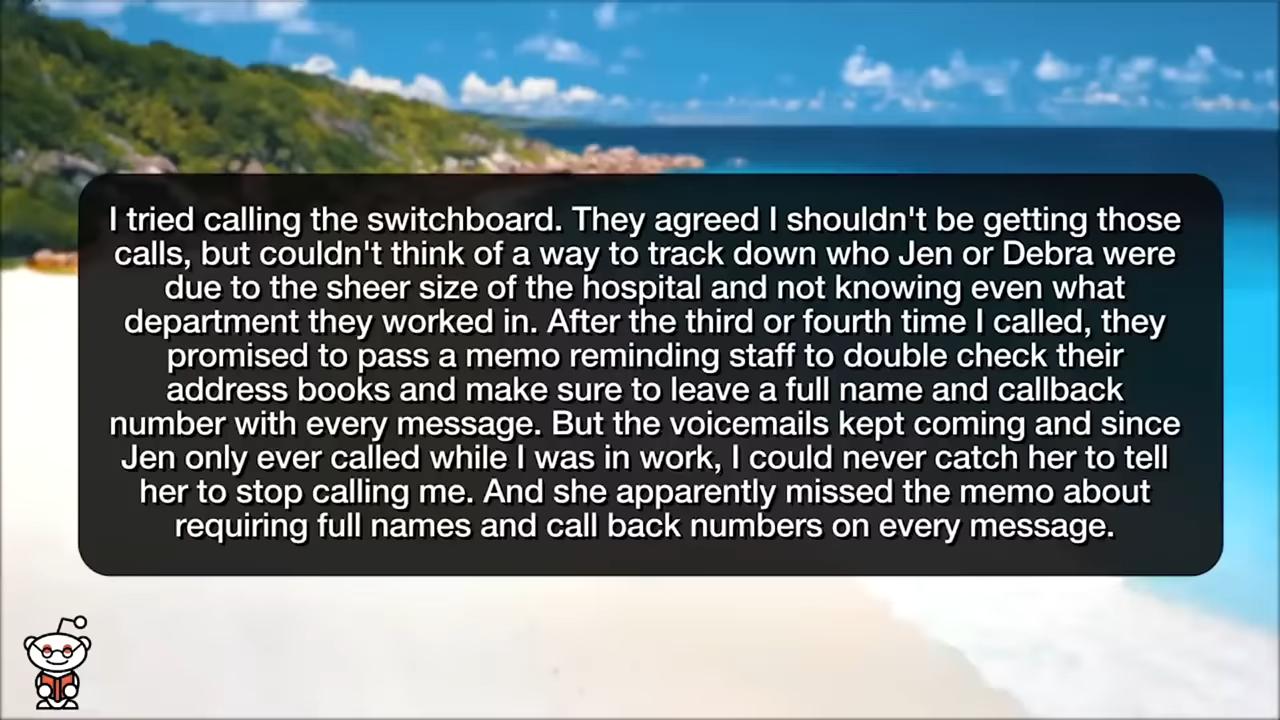 I tried calling the switchboard. They agreed I shouldn't be getting those
calls, but couldn't think of a way to track down who Jen or Debra were
due to the sheer size of the hospital and not knowing even what
department they worked in. After the third or fourth time I called, they
promised to pass a memo reminding staff to double check their
address books and make sure to leave a full name and callback
number with every message. But the voicemails kept coming and since
Jen only ever called while I was in work, I could never catch her to tell
her to stop calling me. And she apparently missed the memo about
requiring full names and call back numbers on every message.